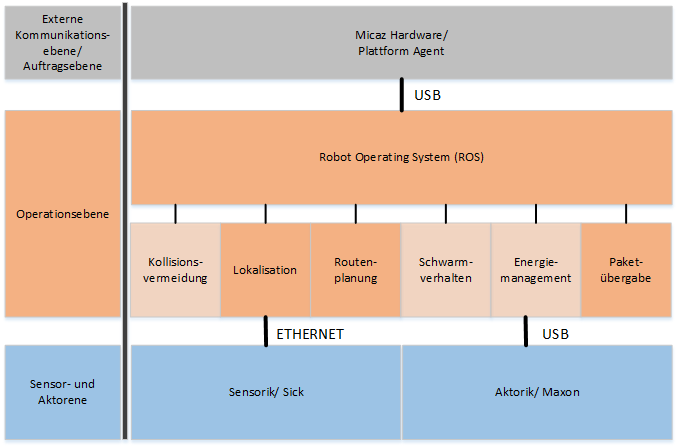 Externe
Kommunikations-
ebene/
Auftragsebene
Micaz Hardware/
Plattform Agent
USB
Operationsebene
Robot Operating System (ROS)
Kollisions-
vermeidung
Lokalisation
Routen-
planung
Schwarm-
verhalten
Energie-
management
Paket-
übergabe
ETHERNET
USB
Sensor- und
Aktorene
Sensorik/ Sick
Aktorik/ Maxon